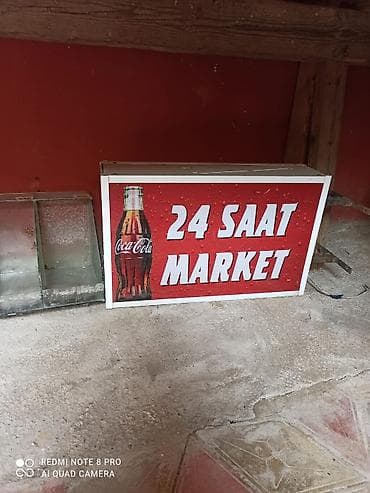 24 SAAT
MARKET
Coca-Cola
REDMI NOTE 8 PRO
AI QUAD CAMERA